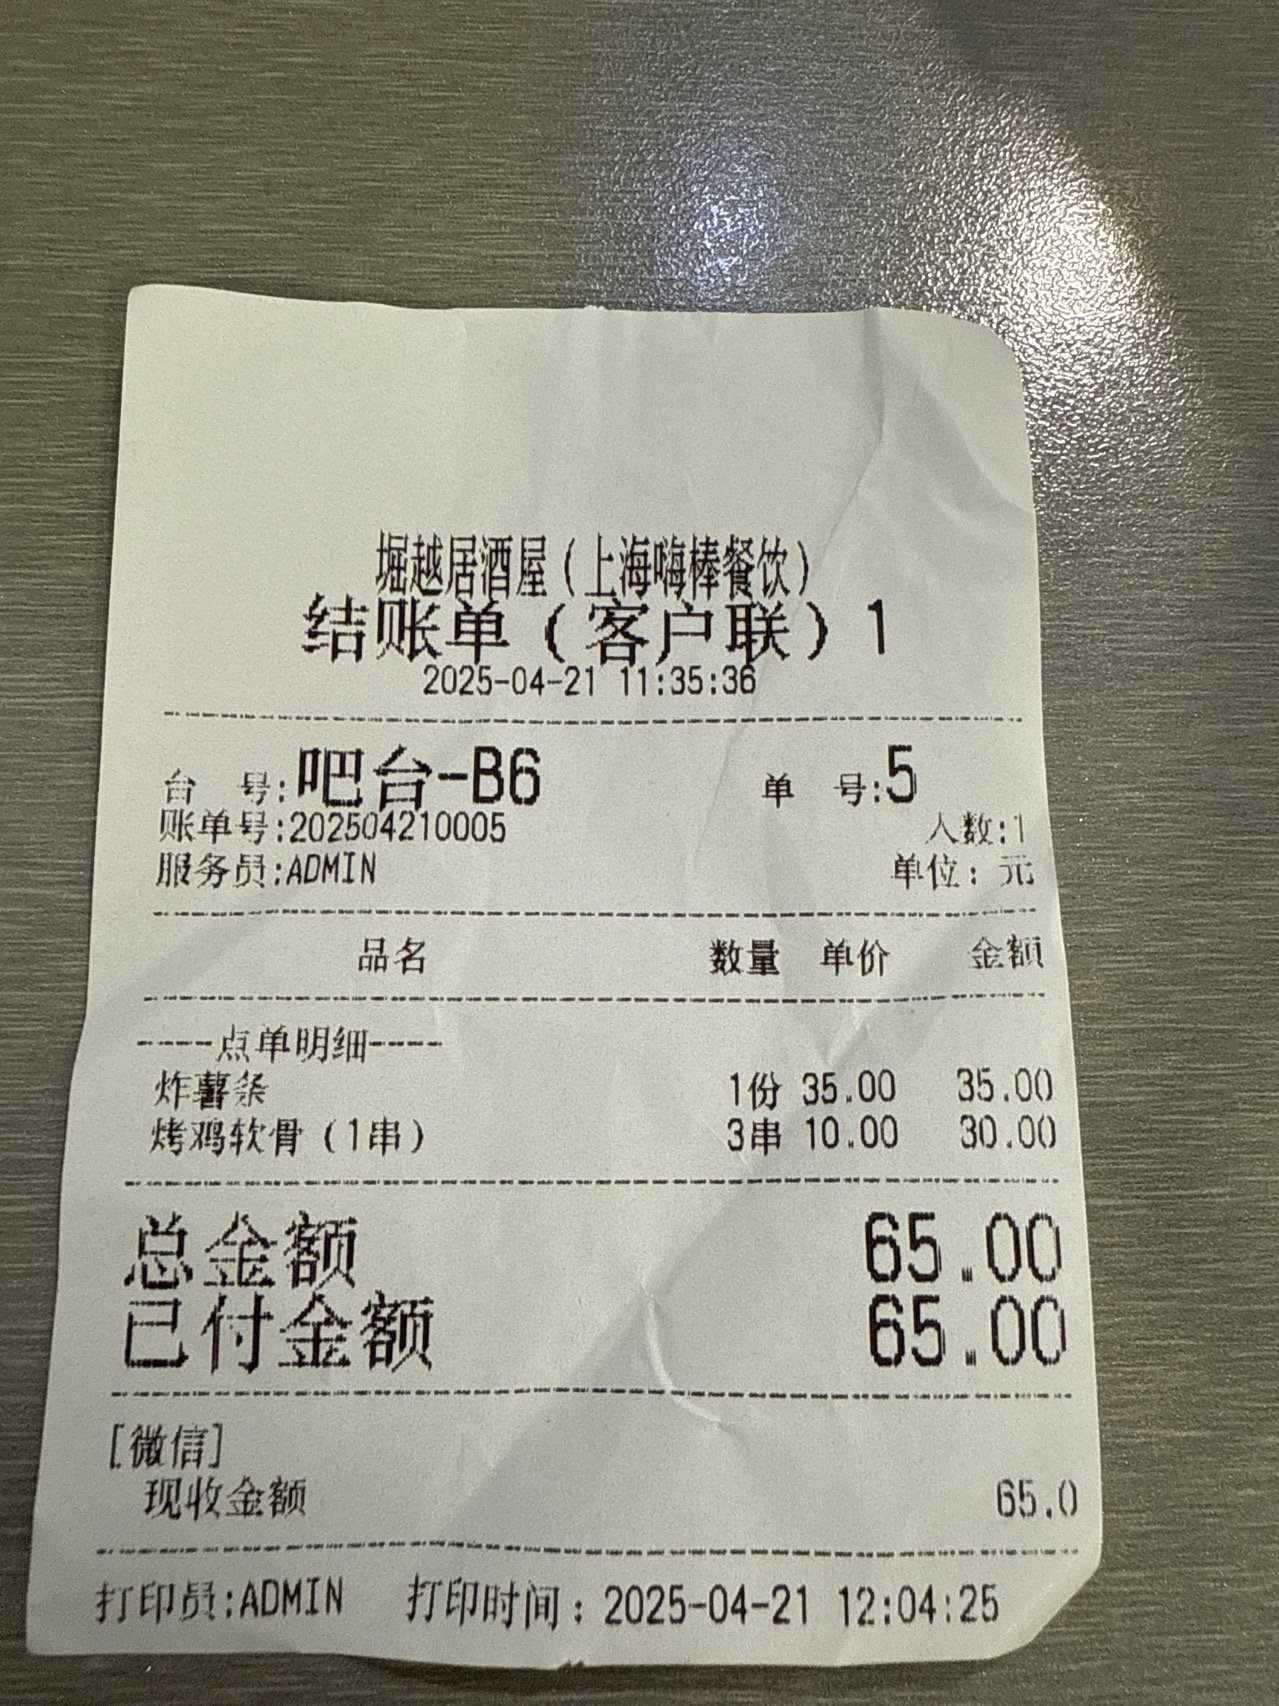 堀越居酒屋(上海嗨棒餐饮)
结账单(客户联)1
2025-04-21 11:35:36
台 号:吧台-B6 单 号:5
账单号:202504210005 人数:1
服务员:ADMIN 单位: 元
品名 数量 单价 金额
----点单明细----
炸薯条 1份 35.00 35.00
烤鸡软骨(1串) 3串 10.00 30.00
总金额 65.00
已付金额 65.00
[微信]
现收金额 65.0
打印员:ADMIN 打印时间: 2025-04-21 12:04:25